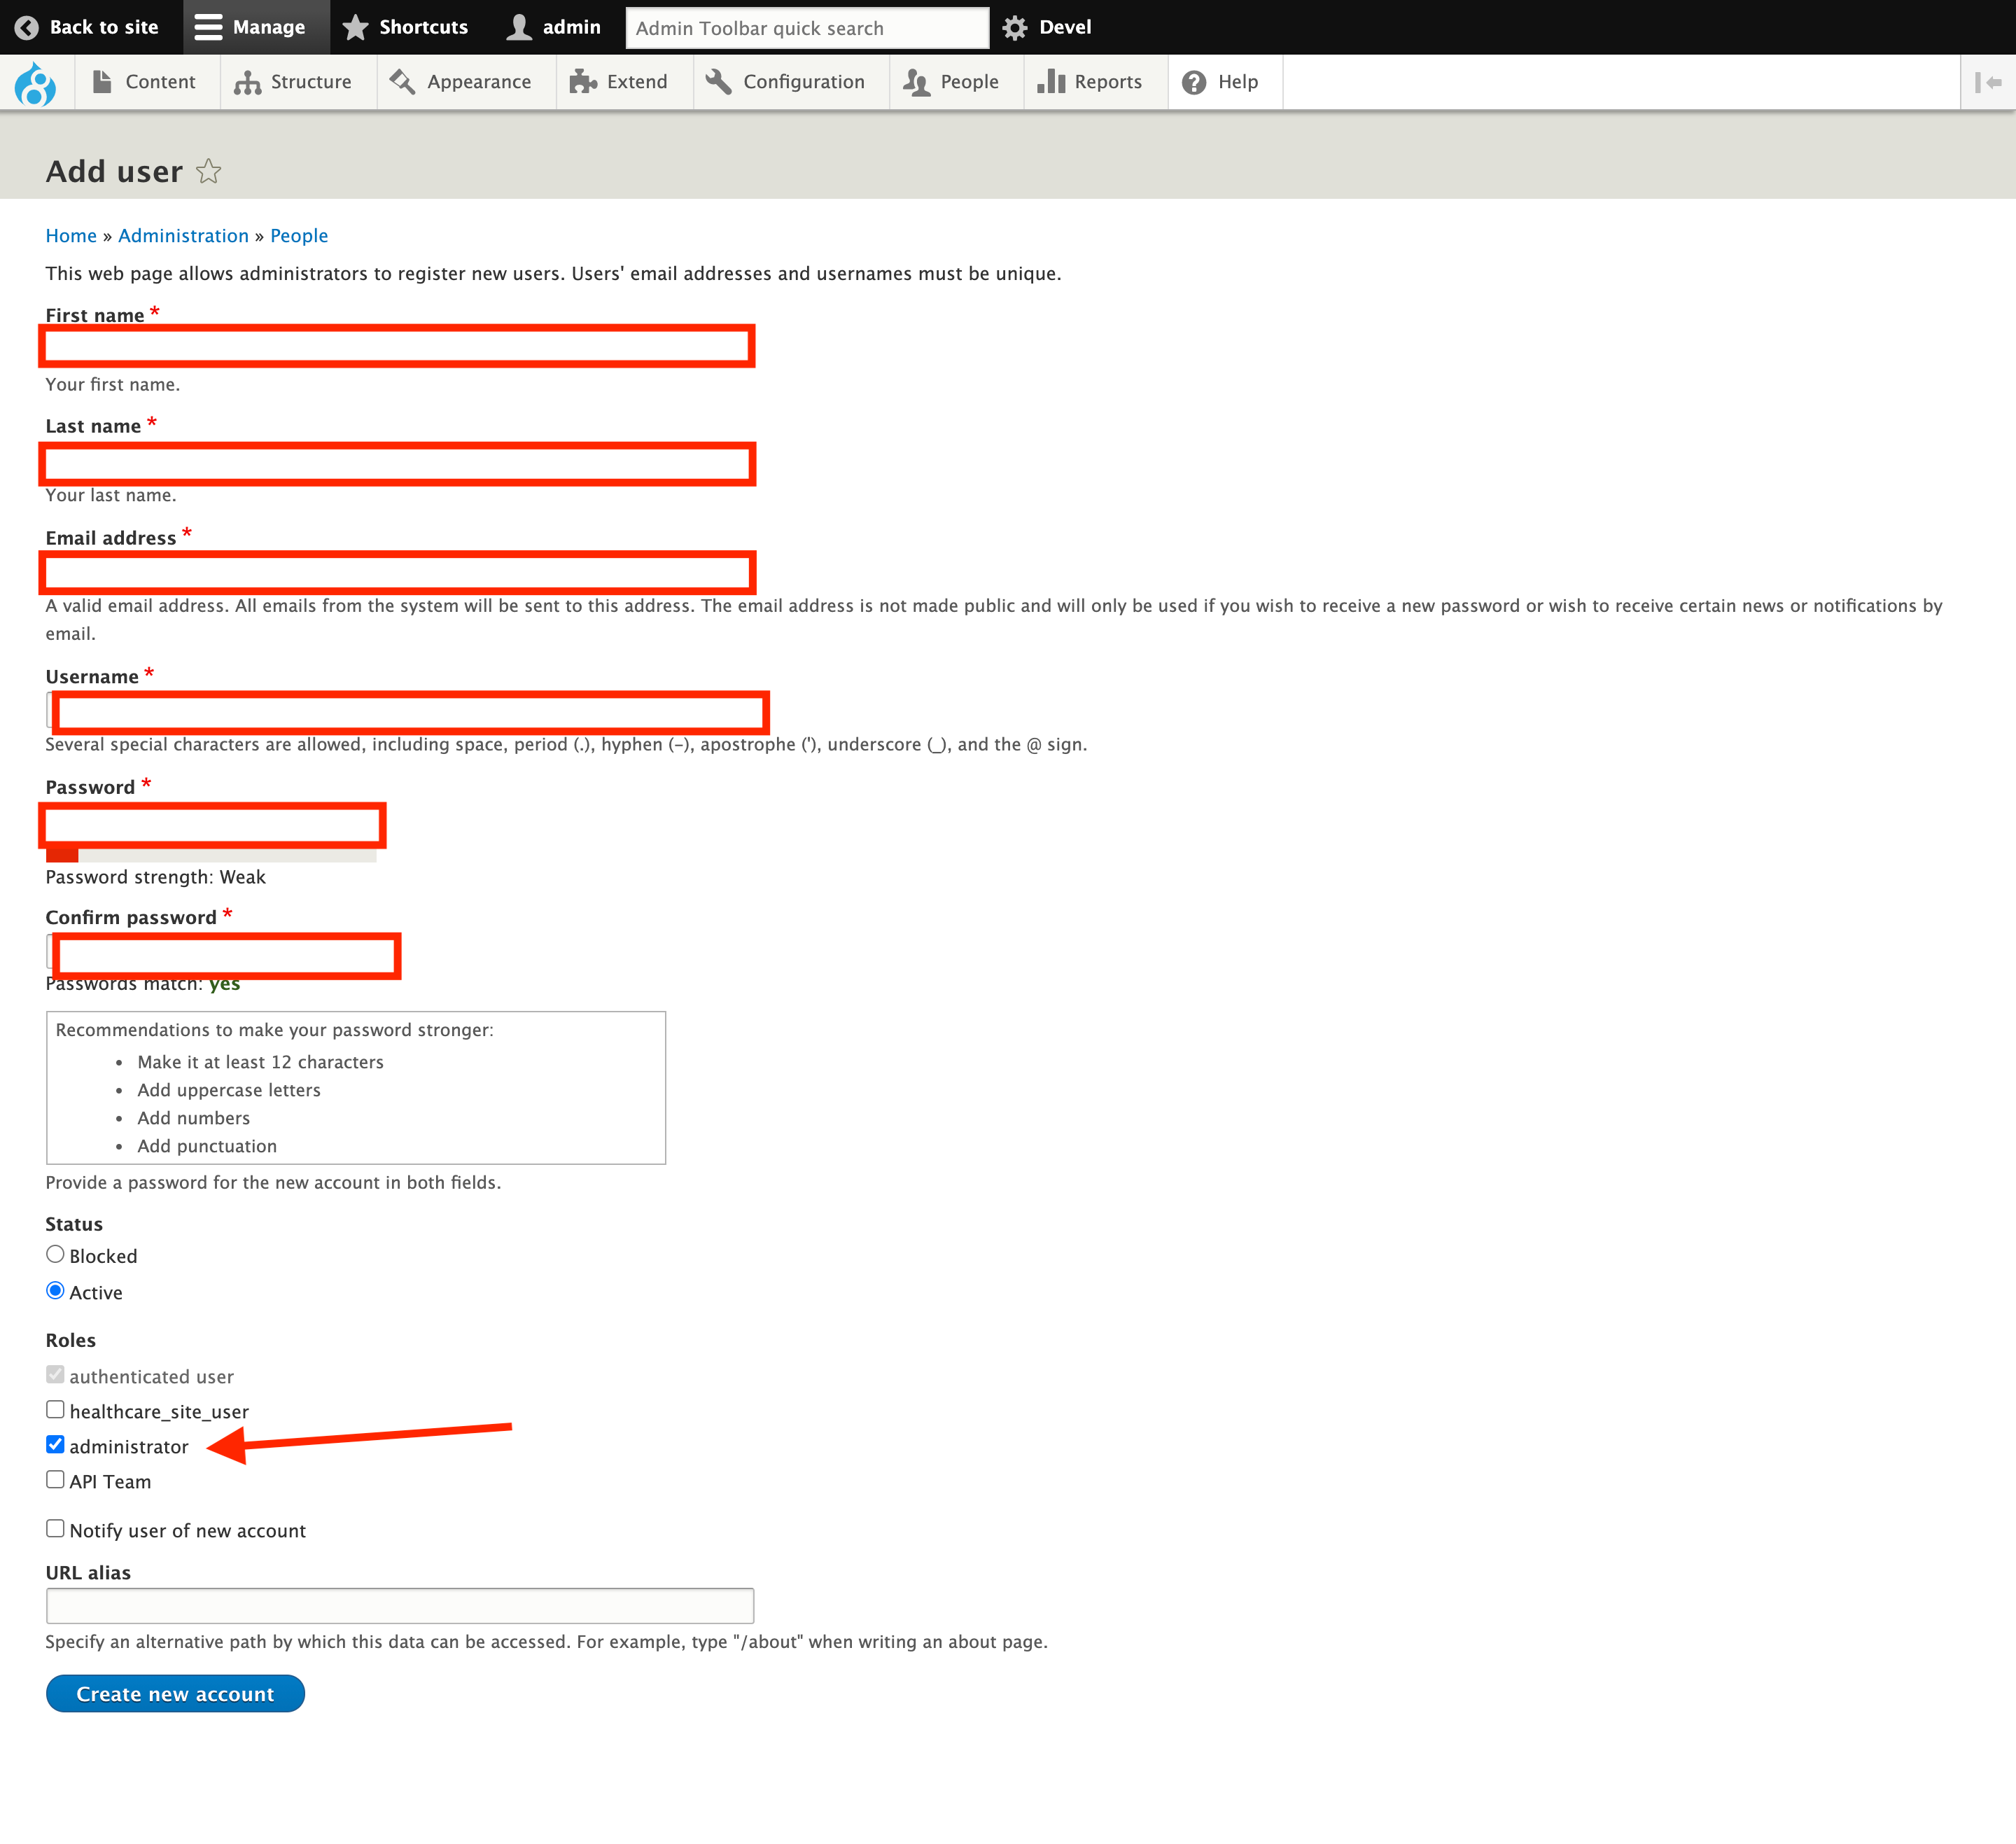 Back to site
Manage
Shortcuts
admin
Admin Toolbar quick search
Devel
Content
Structure
Appearance
Extend
Configuration
People
Reports
Help
Add user
Home » Administration » People
This web page allows administrators to register new users. Users' email addresses and usernames must be unique.
First name *
Your first name.
Last name *
Your last name.
Email address *
A valid email address. All emails from the system will be sent to this address. The email address is not made public and will only be used if you wish to receive a new password or wish to receive certain news or notifications by
email.
Username *
Several special characters are allowed, including space, period (.), hyphen (-), apostrophe ('), underscore (_), and the @ sign.
Password *
Password strength: Weak
Confirm password *
Passwords match: yes
Recommendations to make your password stronger:
• Make it at least 12 characters
• Add uppercase letters
• Add numbers
• Add punctuation
Provide a password for the new account in both fields.
Status
Blocked
Active
Roles
authenticated user
healthcare_site_user
administrator
API Team
Notify user of new account
URL alias
Specify an alternative path by which this data can be accessed. For example, type "/about" when writing an about page.
Create new account